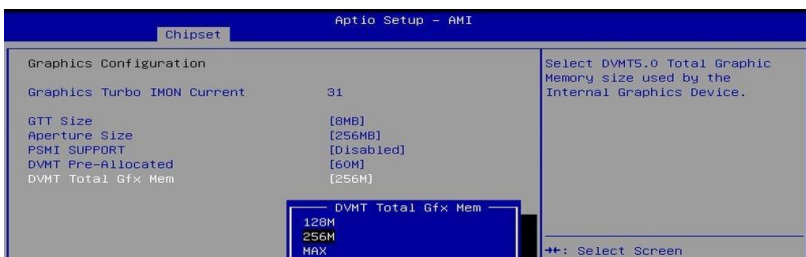 Aptio Setup – AMI
Chipset
Graphics Configuration
Graphics Turbo IMON Current 31
GTT Size [8MB]
Aperture Size [256MB]
PSMI SUPPORT [Disabled]
DVMT Pre-Allocated [60M]
DVMT Total Gfx Mem [256M]
DVMT Total Gfx Mem
128M
256M
MAX
Select DVMT5.0 Total Graphic
Memory size used by the
Internal Graphics Device.
→←: Select Screen